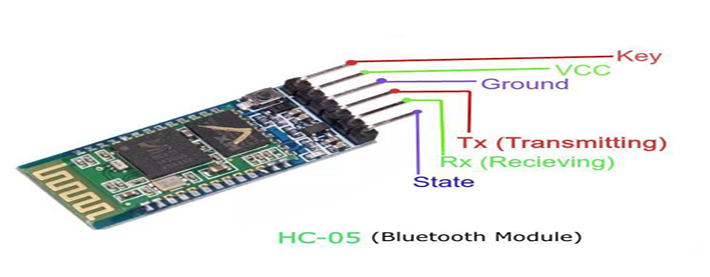 Key
VCC
Ground
Tx (Transmitting)
Rx (Recieving)
State
HC-05 (Bluetooth Module)